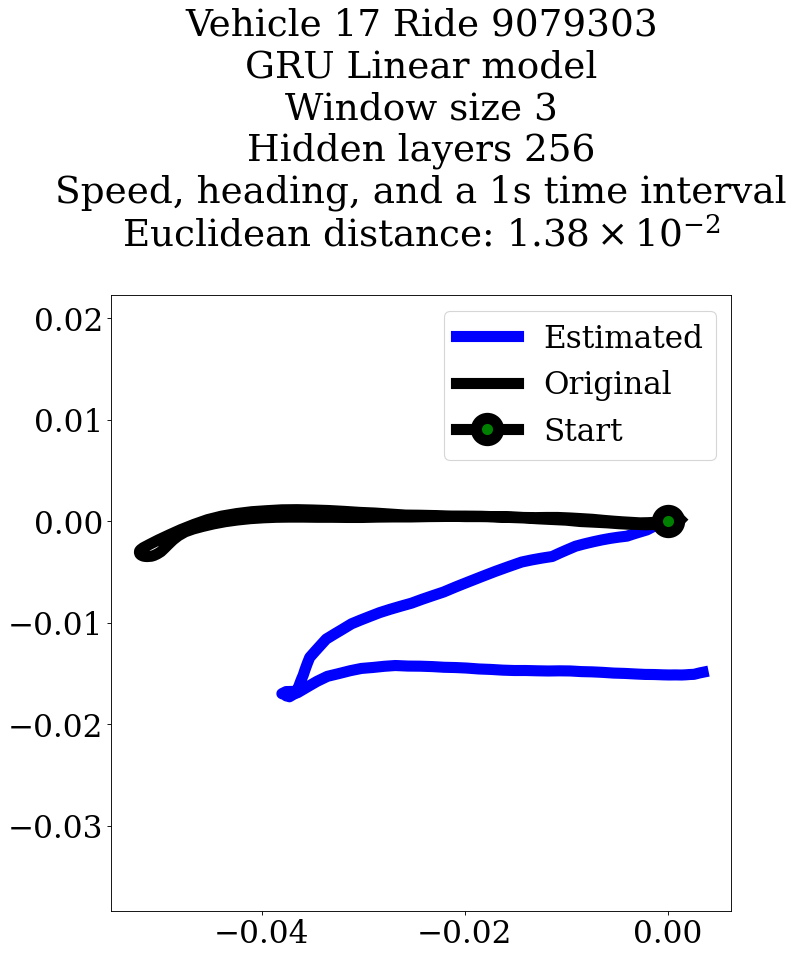 Vehicle 17 Ride 9079303
GRU Linear model
Window size 3
Hidden layers 256
Speed, heading, and a 1s time interval
Euclidean distance: 1.38 × 10⁻²
Estimated
Original
Start
0.02
0.01
0.00
−0.01
−0.02
−0.03
−0.04
−0.02
0.00